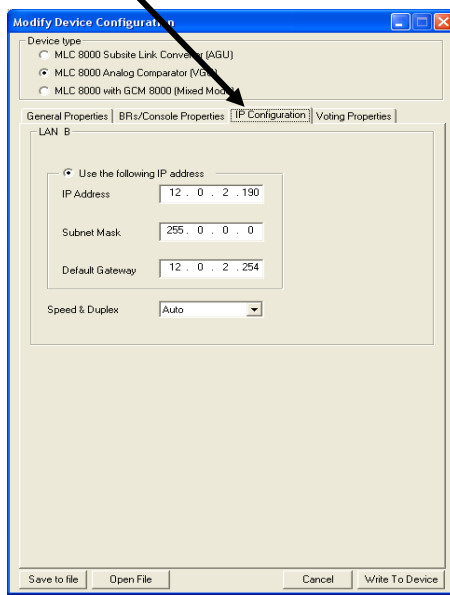 Modify Device Configuration
Device type
MLC 8000 Subsite Link Converter (AGU)
MLC 8000 Analog Comparator (VGU)
MLC 8000 with GCM 8000 (Mixed Mode)
General Properties BRs/Console Properties IP Configuration Voting Properties
LAN B
Use the following IP address
IP Address 12 . 0 . 2 .190
Subnet Mask 255. 0 . 0 . 0
Default Gateway 12 . 0 . 2 .254
Speed & Duplex Auto
Save to file Open File Cancel Write To Device